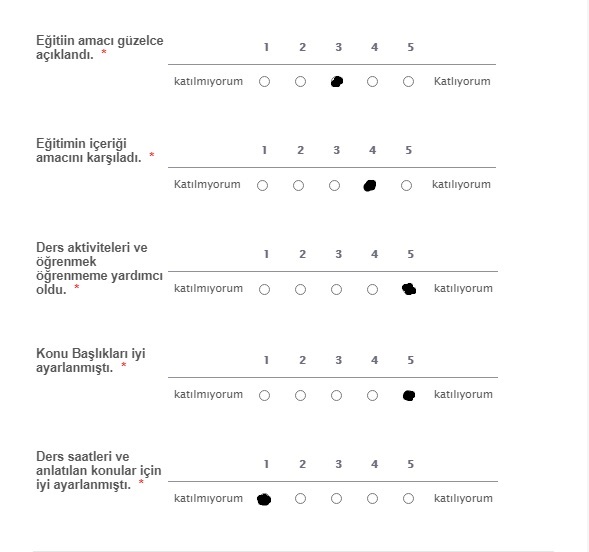 Eğitiin amacı güzelce
açıklandı. *
1 2 3 4 5
katılmıyorum Katlıyorum
Eğitimin içeriği
amacını karşıladı. *
1 2 3 4 5
Katılmıyorum katılıyorum
Ders aktiviteleri ve
öğrenmek
öğrenmeme yardımcı
oldu. *
1 2 3 4 5
katılmıyorum katılıyorum
Konu Başlıkları iyi
ayarlanmıştı. *
1 2 3 4 5
katılmıyorum katılıyorum
Ders saatleri ve
anlatılan konular için
iyi ayarlanmıştı. *
1 2 3 4 5
katılmıyorum katılıyorum